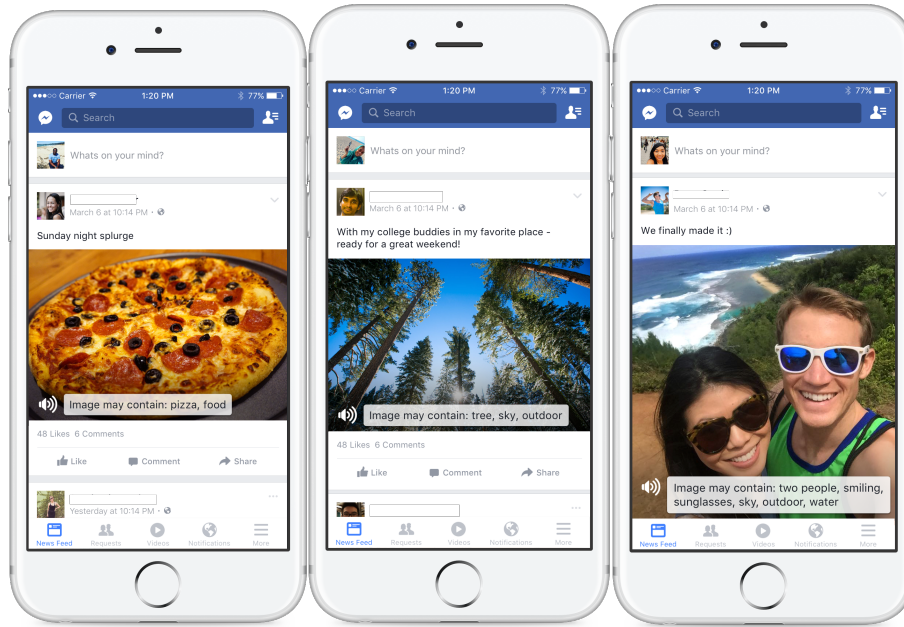 ●●●○○ Carrier 1:20 PM 77%
Search
Whats on your mind?
March 6 at 10:14 PM •
Sunday night splurge
Image may contain: pizza, food
48 Likes 6 Comments
Like Comment Share
Yesterday at 10:14 PM •
News Feed Requests Videos Notifications More
●●●○○ Carrier 1:20 PM 77%
Search
Whats on your mind?
March 6 at 10:14 PM •
With my college buddies in my favorite place -
ready for a great weekend!
Image may contain: tree, sky, outdoor
48 Likes 6 Comments
Like Comment Share
News Feed Requests Videos Notifications More
●●●○○ Carrier 1:20 PM 77%
Search
Whats on your mind?
March 6 at 10:14 PM •
We finally made it :)
Image may contain: two people, smiling,
sunglasses, sky, outdoor, water
News Feed Requests Videos Notifications More